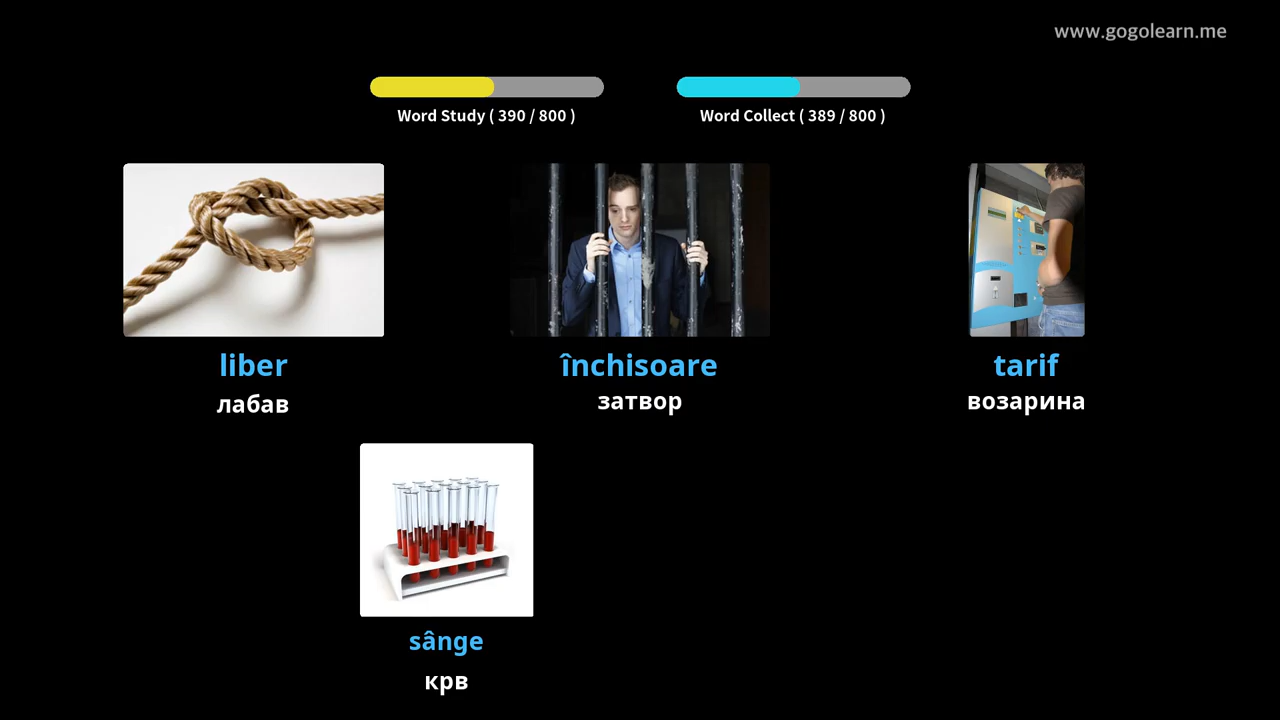 www.gogolearn.me
Word Study ( 390 / 800 )
Word Collect ( 389 / 800 )
liber
лабав
închisoare
затвор
tarif
возарина
sânge
крв